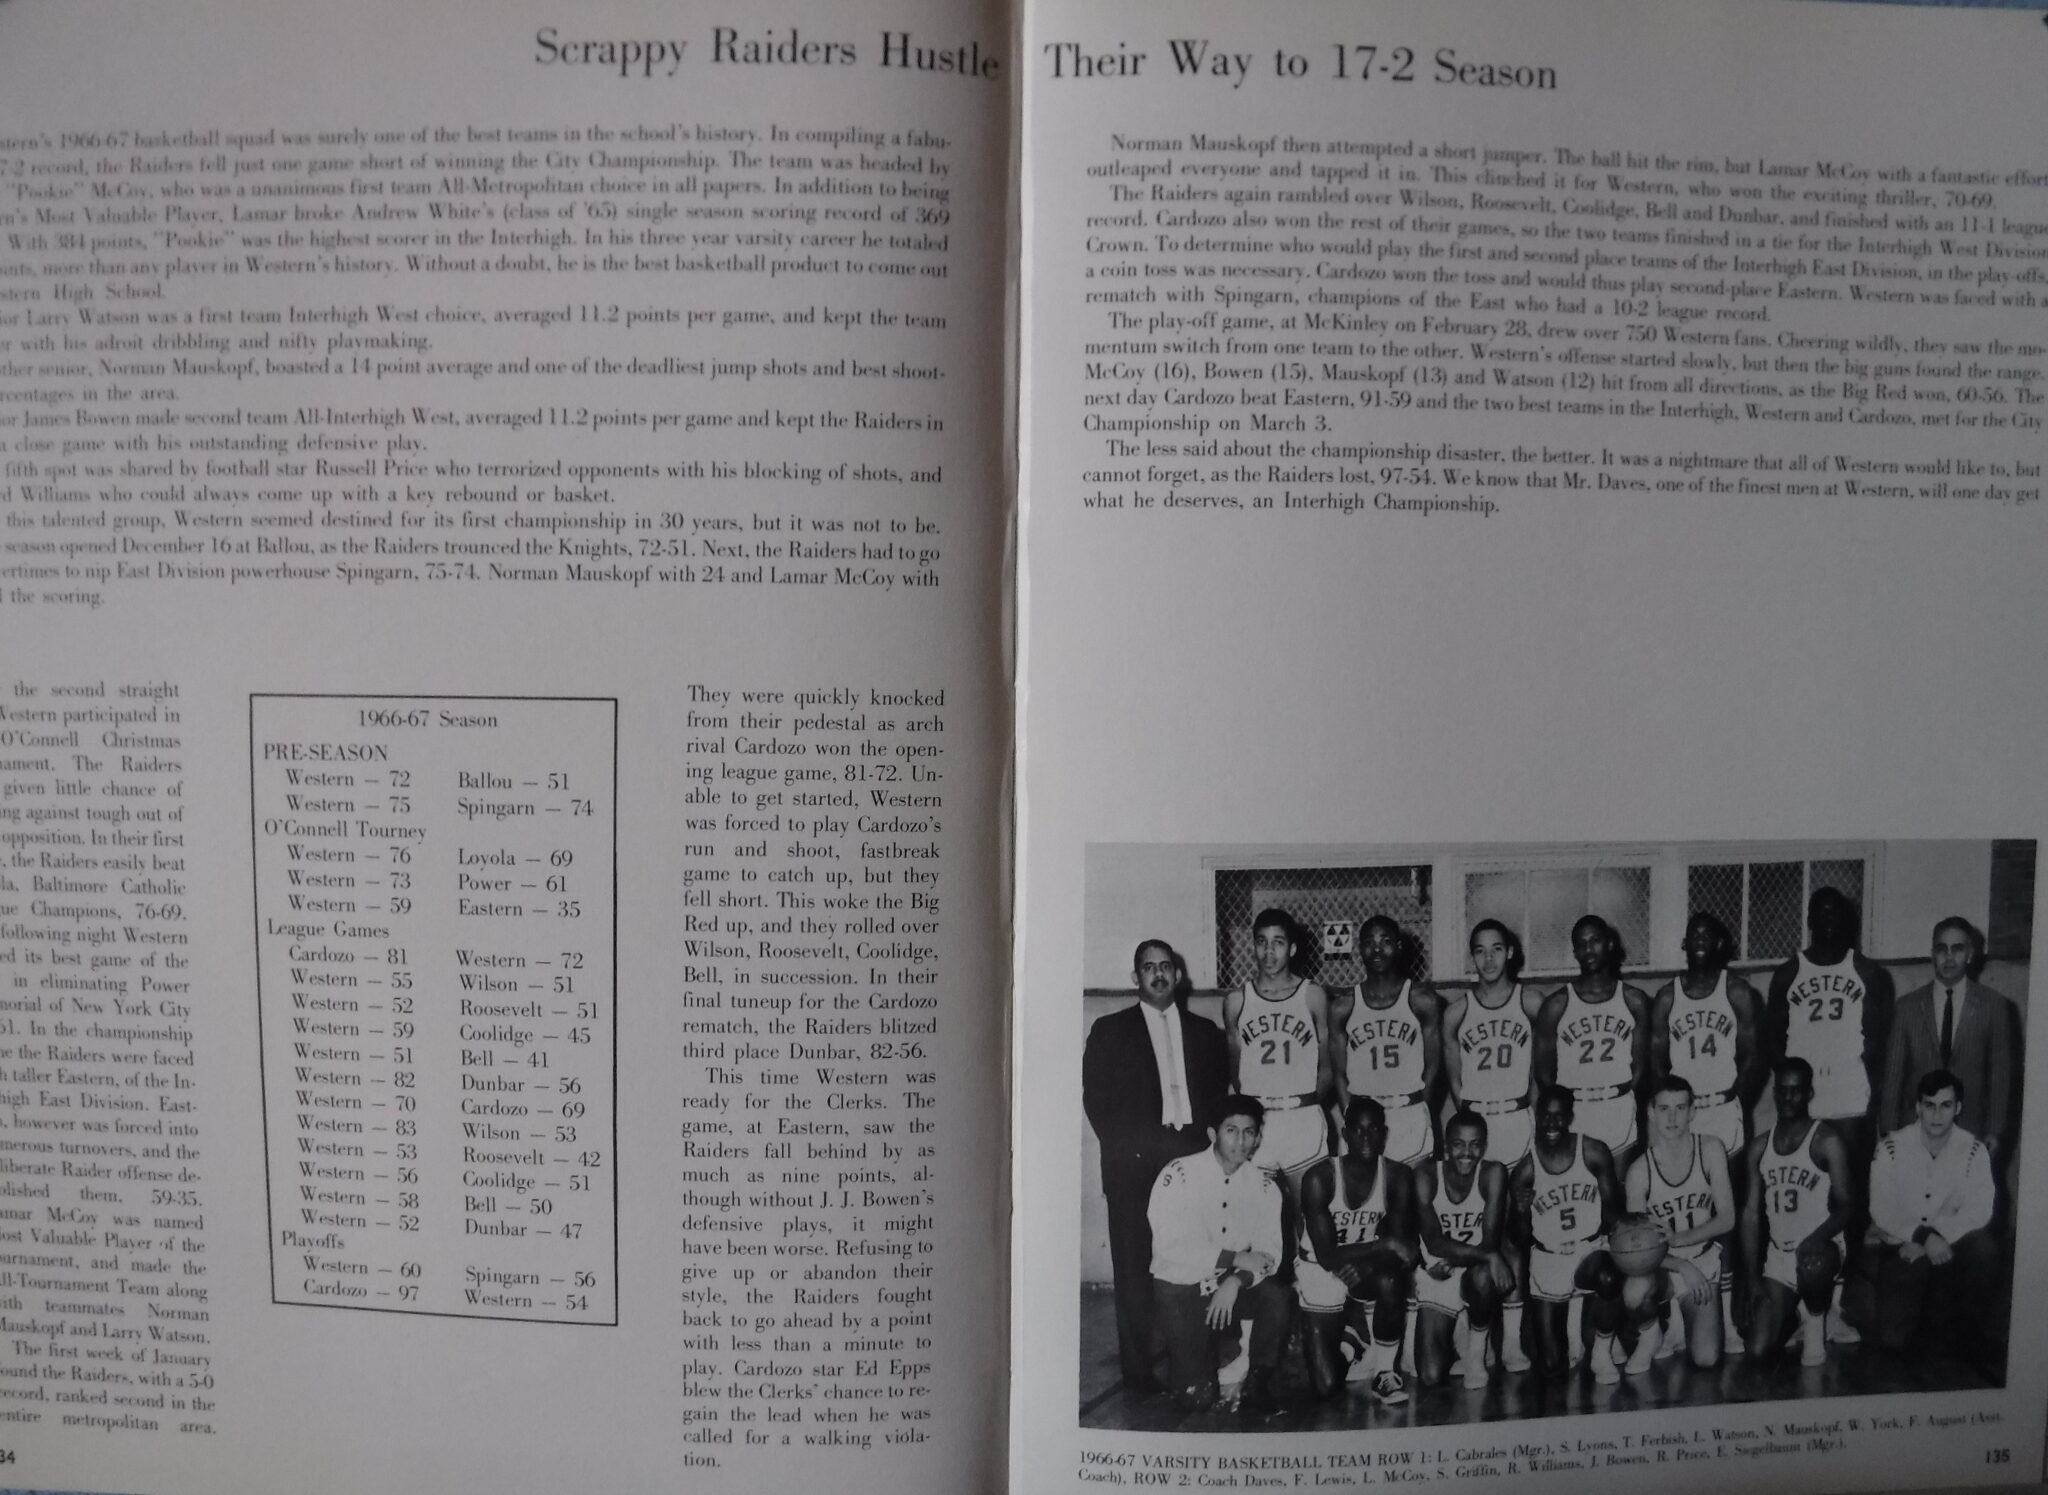 Scrappy Raiders Hustle Their Way to 17-2 Season
stern's 1966-67 basketball squad was surely one of the best teams in the school's history. In compiling a fabu-
7-2 record, the Raiders fell just one game short of winning the City Championship. The team was headed by
"Pookie" McCoy, who was a unanimous first team All-Metropolitan choice in all papers. In addition to being
rn's Most Valuable Player, Lamar broke Andrew White's (class of '65) single season scoring record of 369
With 384 points, "Pookie" was the highest scorer in the Interhigh. In his three year varsity career he totaled
ints, more than any player in Western's history. Without a doubt, he is the best basketball product to come out
stern High School.
ior Larry Watson was a first team Interhigh West choice, averaged 11.2 points per game, and kept the team
er with his adroit dribbling and nifty playmaking.
ther senior, Norman Mauskopf, boasted a 14 point average and one of the deadliest jump shots and best shoot-
rcentages in the area.
or James Bowen made second team All-Interhigh West, averaged 11.2 points per game and kept the Raiders in
a close game with his outstanding defensive play.
fifth spot was shared by football star Russell Price who terrorized opponents with his blocking of shots, and
d Williams who could always come up with a key rebound or basket.
this talented group, Western seemed destined for its first championship in 30 years, but it was not to be.
season opened December 16 at Ballou, as the Raiders trounced the Knights, 72-51. Next, the Raiders had to go
ertimes to nip East Division powerhouse Spingarn, 75-74. Norman Mauskopf with 24 and Lamar McCoy with
the scoring.
the second straight
Western participated in
O'Connell Christmas
nament. The Raiders
given little chance of
ng against tough out of
opposition. In their first
, the Raiders easily beat
la, Baltimore Catholic
ue Champions, 76-69.
following night Western
ed its best game of the
in eliminating Power
morial of New York City
51. In the championship
ne the Raiders were faced
h taller Eastern, of the In-
high East Division. East-
, however was forced into
merous turnovers, and the
liberate Raider offense de-
olished them, 59-35.
amar McCoy was named
lost Valuable Player of the
ournament, and made the
ll-Tournament Team along
ith teammates Norman
Mauskopf and Larry Watson.
The first week of January
ound the Raiders, with a 5-0
record, ranked second in the
entire metropolitan area.
34
1966-67 Season
PRE-SEASON
Western — 72 Ballou — 51
Western — 75 Spingarn — 74
O'Connell Tourney
Western — 76 Loyola — 69
Western — 73 Power — 61
Western — 59 Eastern — 35
League Games
Cardozo — 81 Western — 72
Western — 55 Wilson — 51
Western — 52 Roosevelt — 51
Western — 59 Coolidge — 45
Western — 51 Bell — 41
Western — 82 Dunbar — 56
Western — 70 Cardozo — 69
Western — 83 Wilson — 53
Western — 53 Roosevelt — 42
Western — 56 Coolidge — 51
Western — 58 Bell — 50
Western — 52 Dunbar — 47
Playoffs
Western — 60 Spingarn — 56
Cardozo — 97 Western — 54
They were quickly knocked
from their pedestal as arch
rival Cardozo won the open-
ing league game, 81-72. Un-
able to get started, Western
was forced to play Cardozo's
run and shoot, fastbreak
game to catch up, but they
fell short. This woke the Big
Red up, and they rolled over
Wilson, Roosevelt, Coolidge,
Bell, in succession. In their
final tuneup for the Cardozo
rematch, the Raiders blitzed
third place Dunbar, 82-56.
This time Western was
ready for the Clerks. The
game, at Eastern, saw the
Raiders fall behind by as
much as nine points, al-
though without J. J. Bowen's
defensive plays, it might
have been worse. Refusing to
give up or abandon their
style, the Raiders fought
back to go ahead by a point
with less than a minute to
play. Cardozo star Ed Epps
blew the Clerks' chance to re-
gain the lead when he was
called for a walking viola-
tion.
Norman Mauskopf then attempted a short jumper. The ball hit the rim, but Lamar McCoy with a fantastic effort
outleaped everyone and tapped it in. This clinched it for Western, who won the exciting thriller, 70-69.
The Raiders again rambled over Wilson, Roosevelt, Coolidge, Bell and Dunbar, and finished with an 11-1 league
record. Cardozo also won the rest of their games, so the two teams finished in a tie for the Interhigh West Division
Crown. To determine who would play the first and second place teams of the Interhigh East Division, in the play-offs,
a coin toss was necessary. Cardozo won the toss and would thus play second-place Eastern. Western was faced with a
rematch with Spingarn, champions of the East who had a 10-2 league record.
The play-off game, at McKinley on February 28, drew over 750 Western fans. Cheering wildly, they saw the mo-
mentum switch from one team to the other. Western's offense started slowly, but then the big guns found the range.
McCoy (16), Bowen (15), Mauskopf (13) and Watson (12) hit from all directions, as the Big Red won, 60-56. The
next day Cardozo beat Eastern, 91-59 and the two best teams in the Interhigh, Western and Cardozo, met for the City
Championship on March 3.
The less said about the championship disaster, the better. It was a nightmare that all of Western would like to, but
cannot forget, as the Raiders lost, 97-54. We know that Mr. Daves, one of the finest men at Western, will one day get
what he deserves, an Interhigh Championship.
WESTERN 21
WESTERN 15
WESTERN 20
WESTERN 22
WESTERN 14
WESTERN 23
S
ESTERN 41
STER
WESTERN 5
ESTERN 11
ESTERN 13
1966-67 VARSITY BASKETBALL TEAM ROW 1: L. Cabrales (Mgr.), S. Lyons, T. Ferbish, L. Watson, N. Mauskopf, W. York, F. August (Asst.
Coach), ROW 2: Coach Daves, F. Lewis, L. McCoy, S. Griffin, R. Williams, J. Bowen, R. Price, E. Siegelbaum (Mgr.).
135